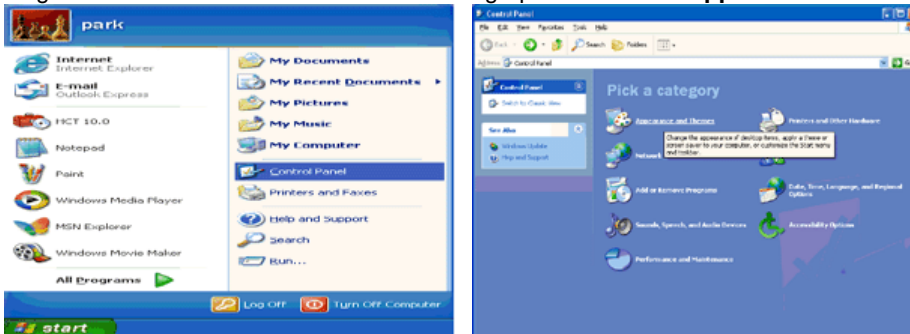 park
Internet
Internet Explorer
E-mail
Outlook Express
HCT 10.0
Notepad
Paint
Windows Media Player
MSN Explorer
Windows Movie Maker
All Programs
My Documents
My Recent Documents
My Pictures
My Music
My Computer
Control Panel
Printers and Faxes
Help and Support
Search
Run...
Log Off
Turn Off Computer
start
Control Panel
File Edit View Favorites Tools Help
Back Search Folders
Address Control Panel
Control Panel
Switch to Classic View
See Also
Windows Update
Help and Support
Pick a category
Appearance and Themes
Printers and Other Hardware
Change the appearance of desktop items, apply a theme or
screen saver to your computer, or customize the Start menu
and taskbar.
Network
Add or Remove Programs
Date, Time, Language, and Regional
Options
Sounds, Speech, and Audio Devices
Accessibility Options
Performance and Maintenance